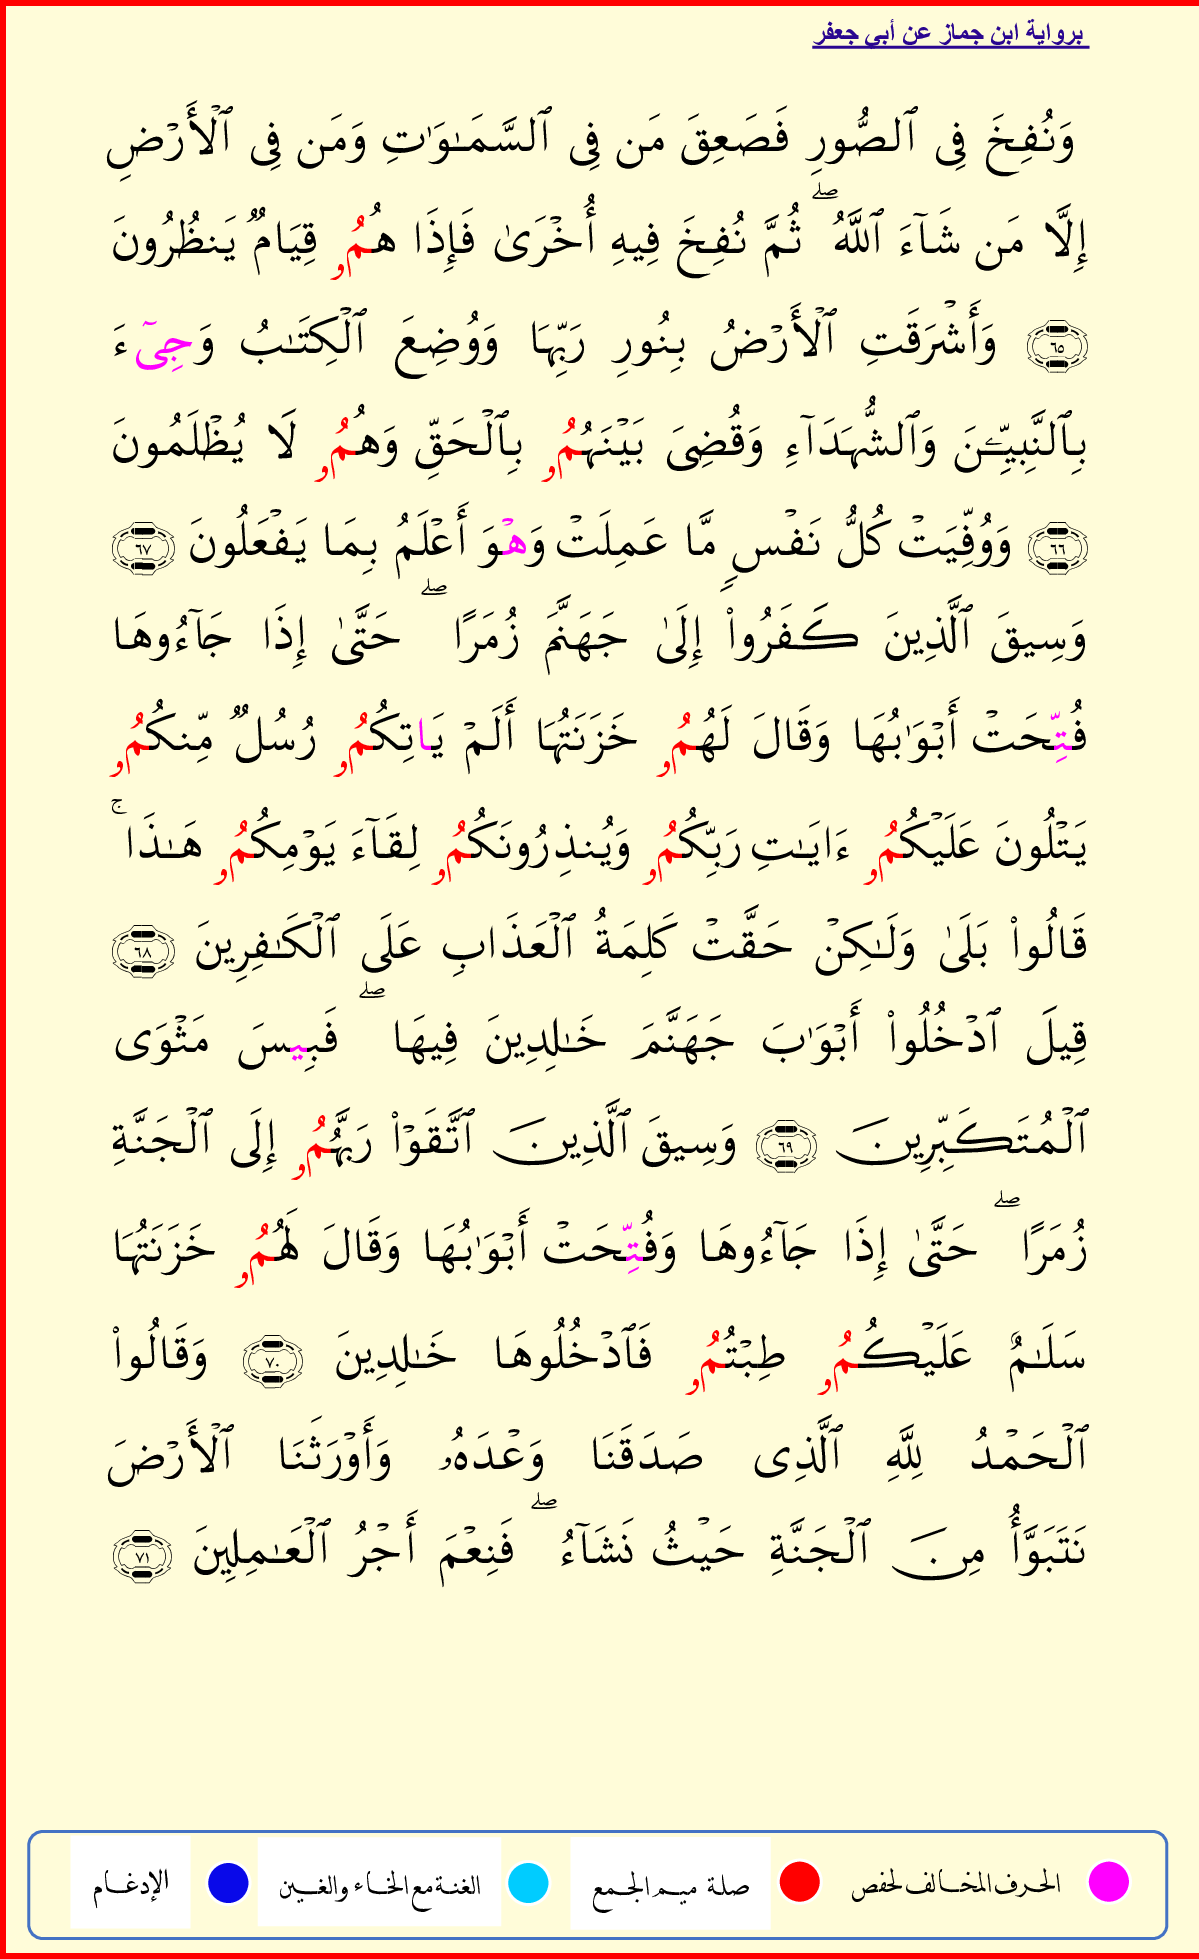 برواية ابن جماز عن أبي جعفر
وَنُفِخَ فِى ٱلصُّورِ فَصَعِقَ مَن فِى ٱلسَّمَـٰوَٰتِ وَمَن فِى ٱلْأَرْضِ
إِلَّا مَن شَآءَ ٱللَّهُ ۖ ثُمَّ نُفِخَ فِيهِ أُخْرَىٰ فَإِذَا هُمُۥ قِيَامٌ يَنظُرُونَ
٦٥ وَأَشْرَقَتِ ٱلْأَرْضُ بِنُورِ رَبِّهَا وَوُضِعَ ٱلْكِتَـٰبُ وَجِىٓءَ
بِٱلنَّبِيِّـۧنَ وَٱلشُّهَدَآءِ وَقُضِىَ بَيْنَهُمُۥ بِٱلْحَقِّ وَهُمُۥ لَا يُظْلَمُونَ
٦٦ وَوُفِّيَتْ كُلُّ نَفْسٍ مَّا عَمِلَتْ وَهْوَ أَعْلَمُ بِمَا يَفْعَلُونَ ٦٧
وَسِيقَ ٱلَّذِينَ كَفَرُوا۟ إِلَىٰ جَهَنَّمَ زُمَرًا ۖ حَتَّىٰ إِذَا جَآءُوهَا
فُتِّحَتْ أَبْوَٰبُهَا وَقَالَ لَهُمُۥ خَزَنَتُهَا أَلَمْ يَاتِكُمُۥ رُسُلٌ مِّنكُمُۥ
يَتْلُونَ عَلَيْكُمُۥ ءَايَـٰتِ رَبِّكُمُۥ وَيُنذِرُونَكُمُۥ لِقَآءَ يَوْمِكُمُۥ هَـٰذَا ۚ
قَالُوا۟ بَلَىٰ وَلَـٰكِنْ حَقَّتْ كَلِمَةُ ٱلْعَذَابِ عَلَى ٱلْكَـٰفِرِينَ ٦٨
قِيلَ ٱدْخُلُوا۟ أَبْوَٰبَ جَهَنَّمَ خَـٰلِدِينَ فِيهَا ۖ فَبِيسَ مَثْوَى
ٱلْمُتَكَبِّرِينَ ٦٩ وَسِيقَ ٱلَّذِينَ ٱتَّقَوْا۟ رَبَّهُمُۥ إِلَى ٱلْجَنَّةِ
زُمَرًا ۖ حَتَّىٰ إِذَا جَآءُوهَا وَفُتِّحَتْ أَبْوَٰبُهَا وَقَالَ لَهُمُۥ خَزَنَتُهَا
سَلَـٰمٌ عَلَيْكُمُۥ طِبْتُمُۥ فَٱدْخُلُوهَا خَـٰلِدِينَ ٧٠ وَقَالُوا۟
ٱلْحَمْدُ لِلَّهِ ٱلَّذِى صَدَقَنَا وَعْدَهُۥ وَأَوْرَثَنَا ٱلْأَرْضَ
نَتَبَوَّأُ مِنَ ٱلْجَنَّةِ حَيْثُ نَشَآءُ ۖ فَنِعْمَ أَجْرُ ٱلْعَـٰمِلِينَ ٧١
الحرف المخالف لحفص صلة ميم الجمع الغنة مع الخاء والغين الإدغام